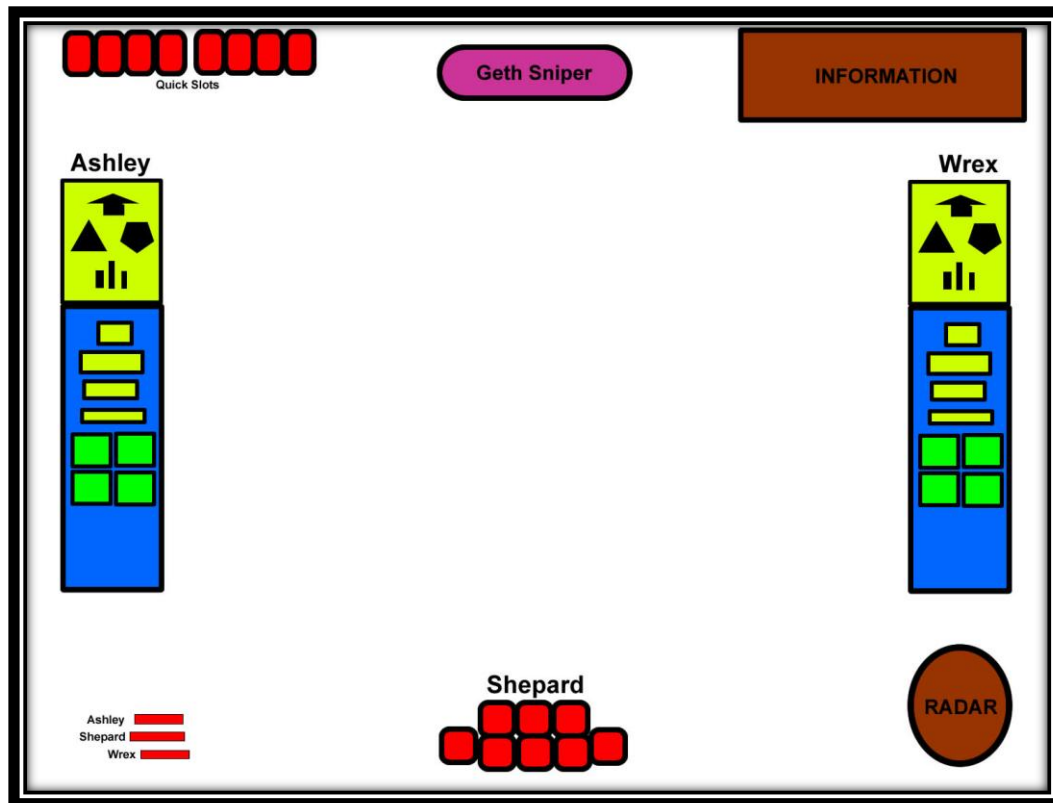 Quick Slots
Geth Sniper
INFORMATION
Ashley
Wrex
Shepard
RADAR
Ashley
Shepard
Wrex